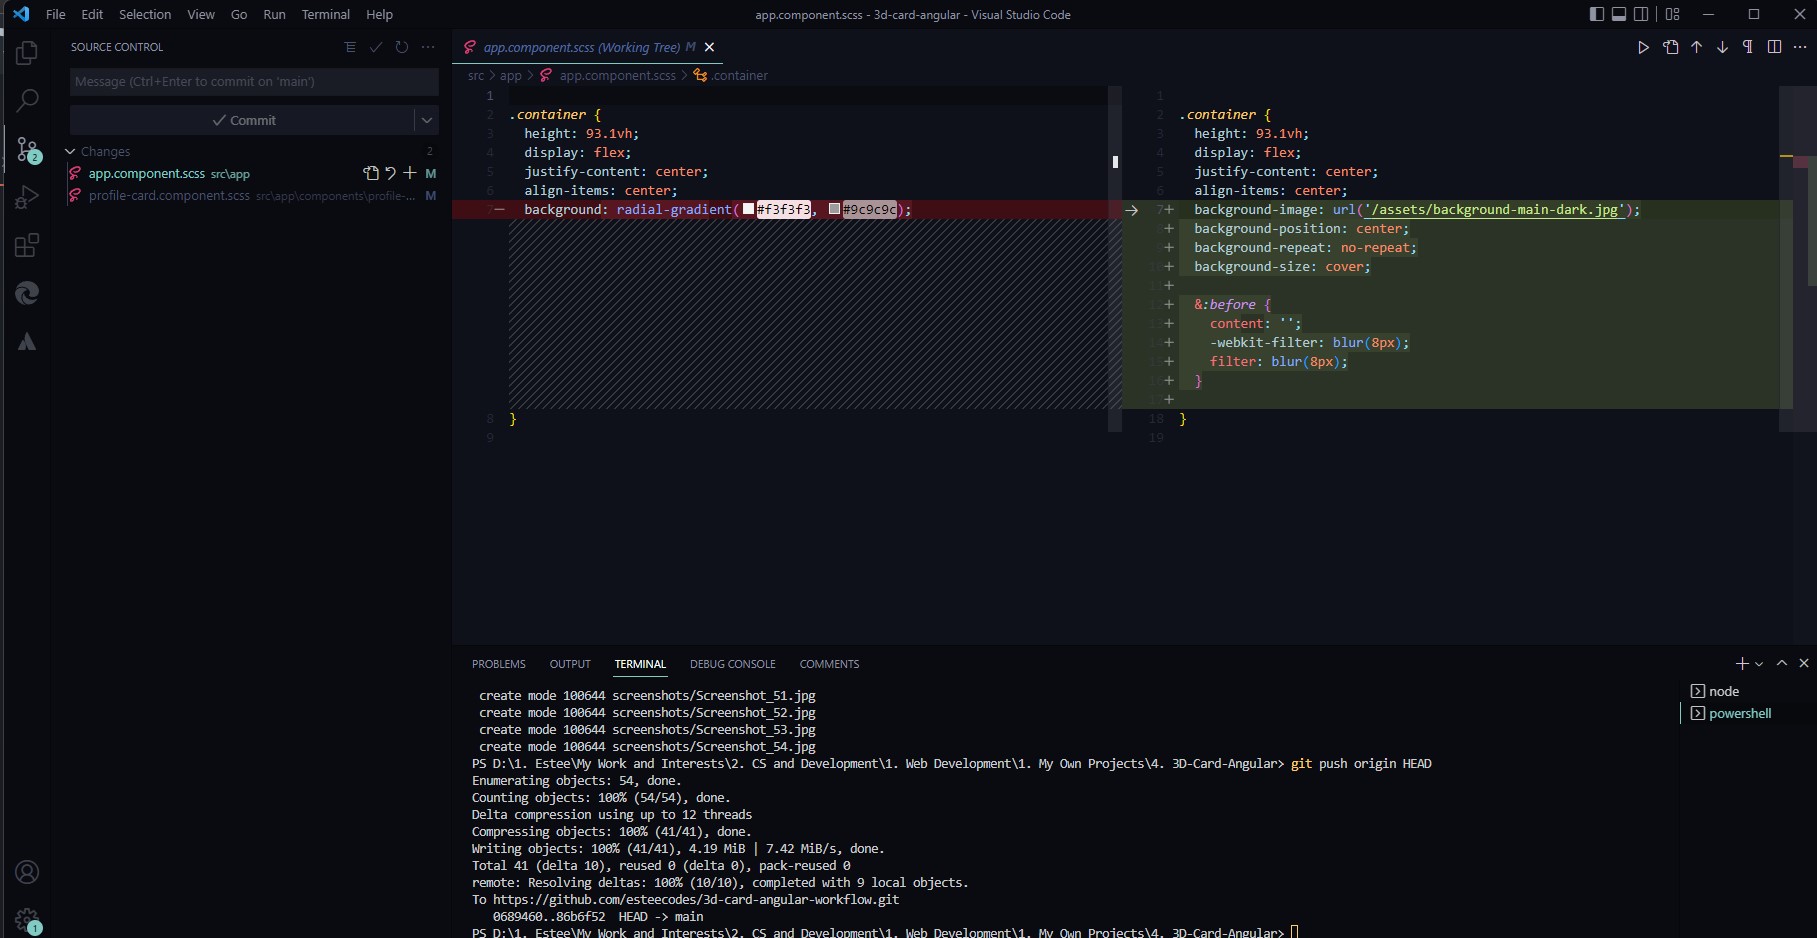 File Edit Selection View Go Run Terminal Help
app.component.scss - 3d-card-angular - Visual Studio Code
SOURCE CONTROL
Message (Ctrl+Enter to commit on 'main')
Commit
Changes 2
app.component.scss src\app M
profile-card.component.scss src\app\components\profile-... M
2
1
app.component.scss (Working Tree) M
src > app > app.component.scss > .container
1
2 .container {
3 height: 93.1vh;
4 display: flex;
5 justify-content: center;
6 align-items: center;
7- background: radial-gradient(#f3f3f3, #9c9c9c);
8 }
9
1
2 .container {
3 height: 93.1vh;
4 display: flex;
5 justify-content: center;
6 align-items: center;
7+ background-image: url('/assets/background-main-dark.jpg');
+ background-position: center;
+ background-repeat: no-repeat;
10+ background-size: cover;
11+
12+ &:before {
13+ content: '';
14+ -webkit-filter: blur(8px);
15+ filter: blur(8px);
16+ }
17+
18 }
19
PROBLEMS OUTPUT TERMINAL DEBUG CONSOLE COMMENTS
create mode 100644 screenshots/Screenshot_51.jpg
create mode 100644 screenshots/Screenshot_52.jpg
create mode 100644 screenshots/Screenshot_53.jpg
create mode 100644 screenshots/Screenshot_54.jpg
PS D:\1. Estee\My Work and Interests\2. CS and Development\1. Web Development\1. My Own Projects\4. 3D-Card-Angular> git push origin HEAD
Enumerating objects: 54, done.
Counting objects: 100% (54/54), done.
Delta compression using up to 12 threads
Compressing objects: 100% (41/41), done.
Writing objects: 100% (41/41), 4.19 MiB | 7.42 MiB/s, done.
Total 41 (delta 10), reused 0 (delta 0), pack-reused 0
remote: Resolving deltas: 100% (10/10), completed with 9 local objects.
To https://github.com/esteecodes/3d-card-angular-workflow.git
0689460..86b6f52 HEAD -> main
PS D:\1. Estee\My Work and Interests\2. CS and Development\1. Web Development\1. My Own Projects\4. 3D-Card-Angular>
node
powershell